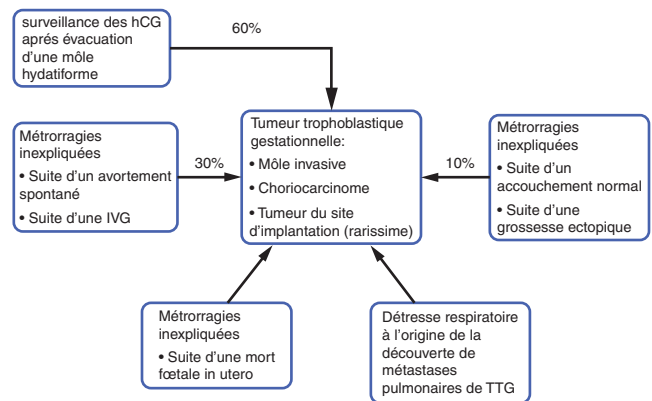 surveillance des hCG
aprés évacuation
d'une môle
hydatiforme
60%
Métrorragies
inexpliquées
• Suite d'un avortement
spontané
• Suite d'une IVG
30%
Tumeur trophoblastique
gestationnelle:
• Môle invasive
• Choriocarcinome
• Tumeur du site
d'implantation (rarissime)
10%
Métrorragies
inexpliquées
• Suite d'un
accouchement normal
• Suite d'une
grossesse ectopique
Métrorragies
inexpliquées
• Suite d'une mort
fœtale in utero
Détresse respiratoire
à l'origine de la
découverte de
métastases
pulmonaires de TTG